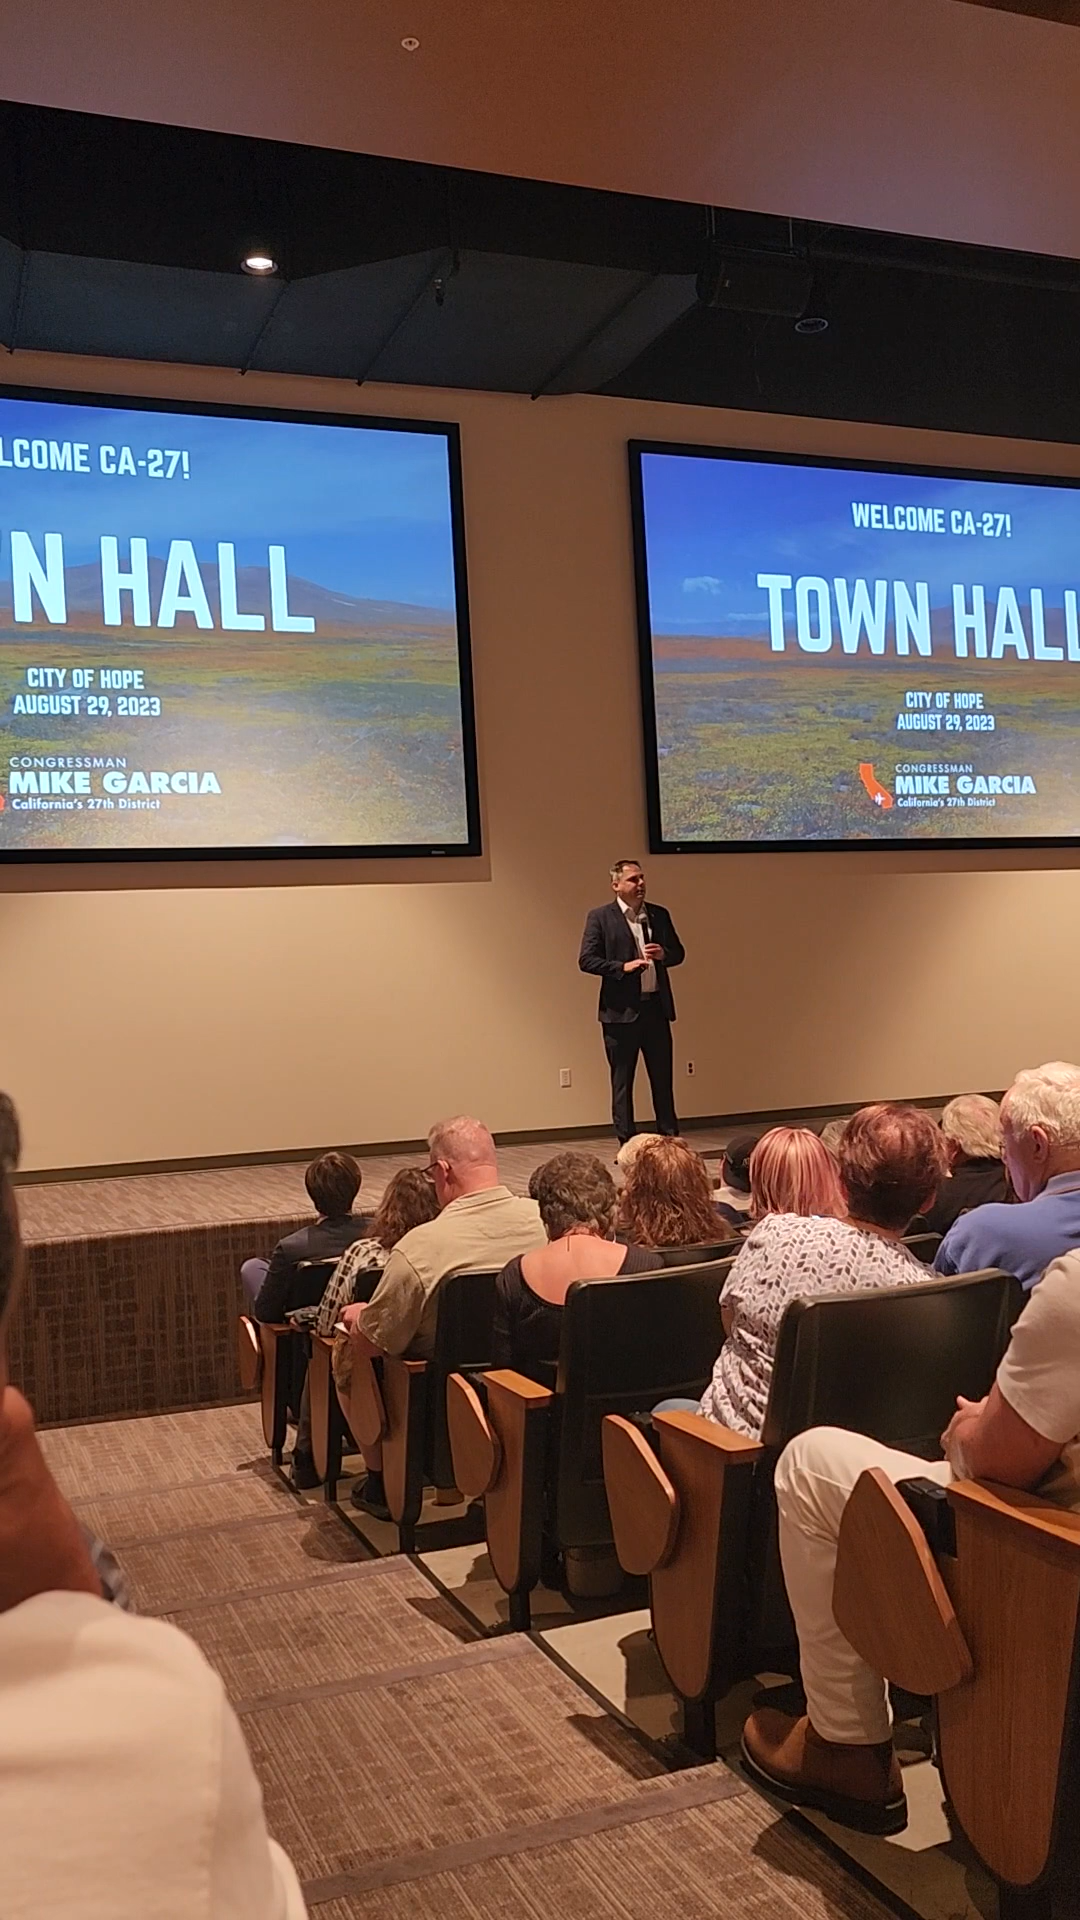 LCOME CA-27!
N HALL
CITY OF HOPE
AUGUST 29, 2023
CONGRESSMAN
MIKE GARCIA
California's 27th District
WELCOME CA-27!
TOWN HALL
CITY OF HOPE
AUGUST 29, 2023
CONGRESSMAN
MIKE GARCIA
California's 27th District